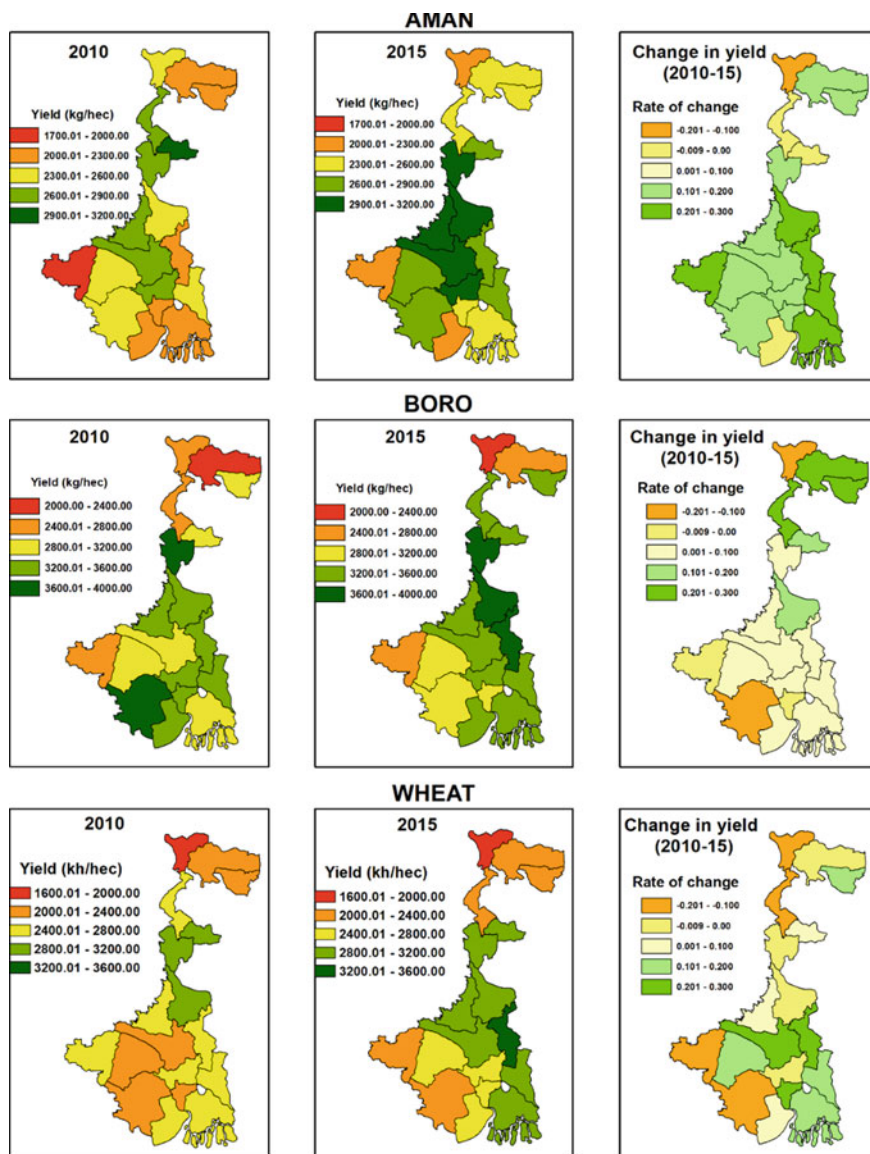 AMAN
2010
Yield (kg/hec)
1700.01 - 2000.00
2000.01 - 2300.00
2300.01 - 2600.00
2600.01 - 2900.00
2900.01 - 3200.00
2015
Yield (kg/hec)
1700.01 - 2000.00
2000.01 - 2300.00
2300.01 - 2600.00
2600.01 - 2900.00
2900.01 - 3200.00
Change in yield
(2010-15)
Rate of change
-0.201 - -0.100
-0.009 - 0.00
0.001 - 0.100
0.101 - 0.200
0.201 - 0.300
BORO
2010
Yield (kg/hec)
2000.00 - 2400.00
2400.01 - 2800.00
2800.01 - 3200.00
3200.01 - 3600.00
3600.01 - 4000.00
2015
Yield (kg/hec)
2000.00 - 2400.00
2400.01 - 2800.00
2800.01 - 3200.00
3200.01 - 3600.00
3600.01 - 4000.00
Change in yield
(2010-15)
Rate of change
-0.201 - -0.100
-0.009 - 0.00
0.001 - 0.100
0.101 - 0.200
0.201 - 0.300
WHEAT
2010
Yield (kh/hec)
1600.01 - 2000.00
2000.01 - 2400.00
2400.01 - 2800.00
2800.01 - 3200.00
3200.01 - 3600.00
2015
Yield (kh/hec)
1600.01 - 2000.00
2000.01 - 2400.00
2400.01 - 2800.00
2800.01 - 3200.00
3200.01 - 3600.00
Change in yield
(2010-15)
Rate of change
-0.201 - -0.100
-0.009 - 0.00
0.001 - 0.100
0.101 - 0.200
0.201 - 0.300